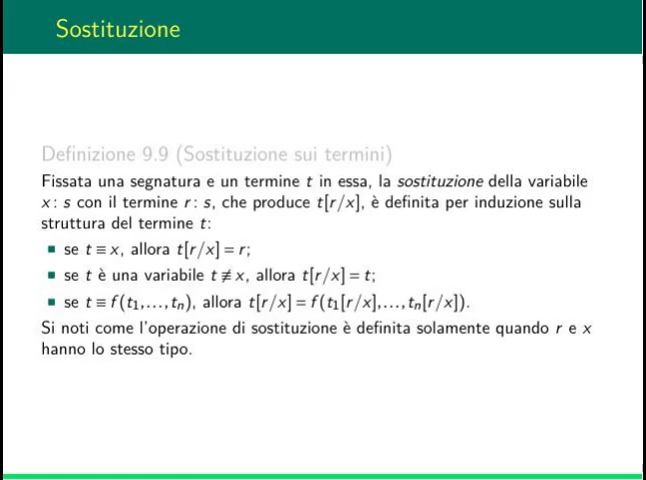 Sostituzione
Definizione 9.9 (Sostituzione sui termini)
Fissata una segnatura e un termine t in essa, la sostituzione della variabile
x: s con il termine r: s, che produce t[r/x], è definita per induzione sulla
struttura del termine t:
▪ se t ≡ x, allora t[r/x] = r;
▪ se t è una variabile t ≢ x, allora t[r/x] = t;
▪ se t ≡ f(t₁,...,tₙ), allora t[r/x] = f(t₁[r/x],...,tₙ[r/x]).
Si noti come l'operazione di sostituzione è definita solamente quando r e x
hanno lo stesso tipo.